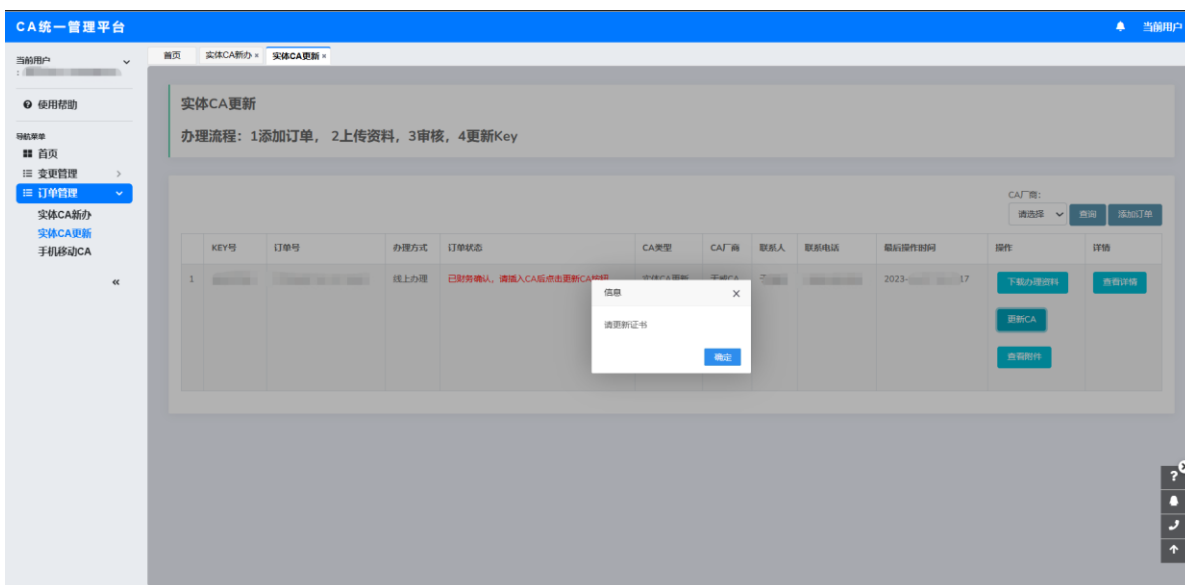 CA统一管理平台
当前用户
当前用户
:
使用帮助
导航菜单
首页
变更管理
订单管理
实体CA新办
实体CA更新
手机移动CA
«
首页 实体CA新办 × 实体CA更新 ×
实体CA更新
办理流程：1添加订单， 2上传资料，3审核，4更新Key
CA厂商:
请选择 查询 添加订单
KEY号 订单号 办理方式 订单状态 CA类型 CA厂商 联系人 联系电话 最后操作时间 操作 详情
1 线上办理 已财务确认，请插入CA后点击更新CA按钮 实体CA更新 2023- 17 下载办理资料 查看详情
更新CA
查看附件
信息 ×
请更新证书
确定
?